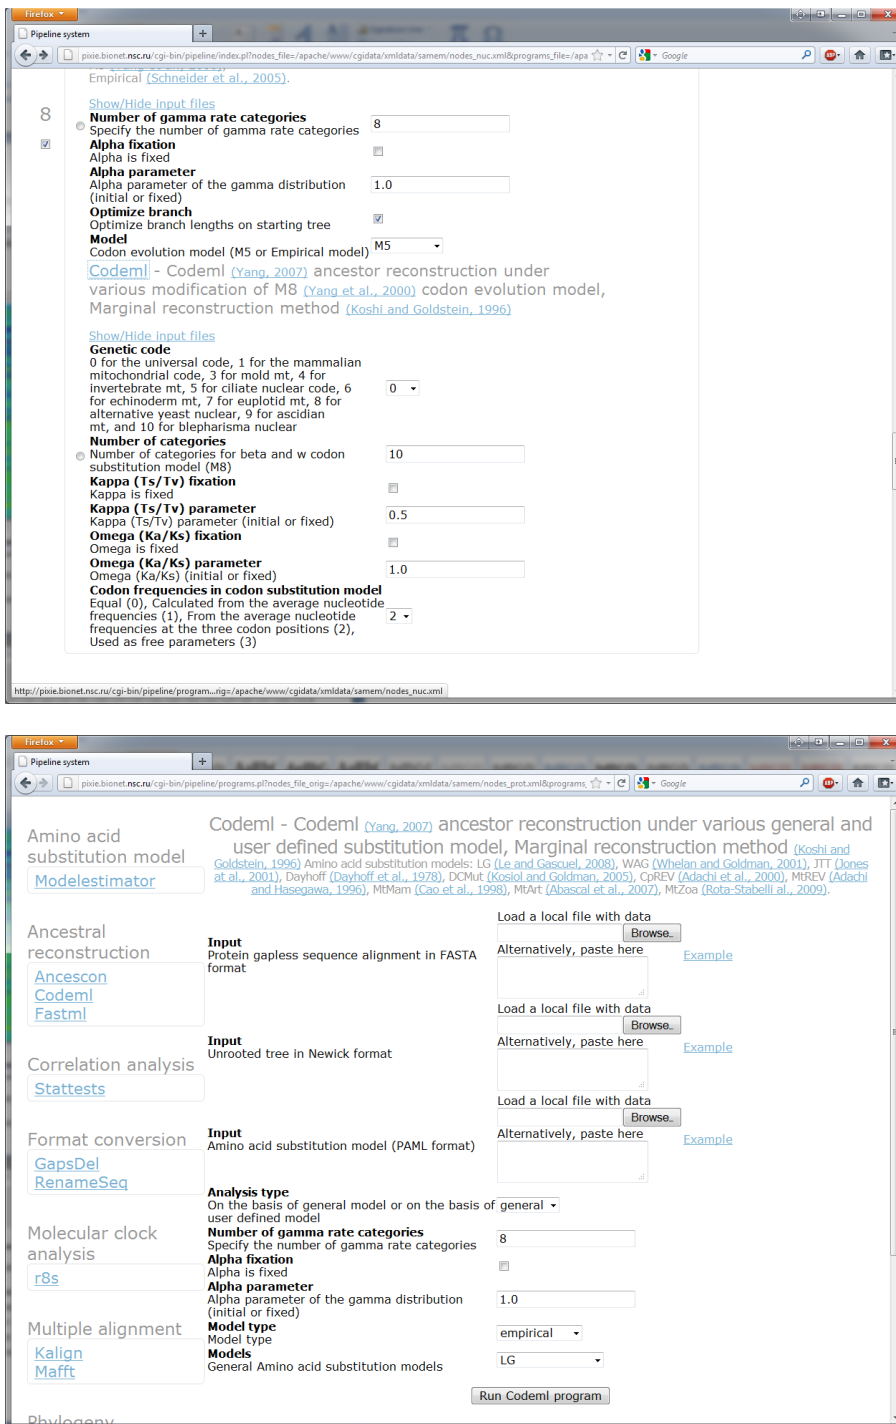 Firefox
Pipeline system
+
pixie.bionet.nsc.ru/cgi-bin/pipeline/index.pl?nodes_file=/apache/www/cgidata/xmldata/samem/nodes_nuc.xml&programs_file=/apa
Google
Empirical (Schneider et al., 2005).
Show/Hide input files
8
Number of gamma rate categories
Specify the number of gamma rate categories
8
Alpha fixation
Alpha is fixed
Alpha parameter
Alpha parameter of the gamma distribution
(initial or fixed)
1.0
Optimize branch
Optimize branch lengths on starting tree
Model
Codon evolution model (M5 or Empirical model)
M5
Codeml - Codeml (Yang, 2007) ancestor reconstruction under
various modification of M8 (Yang et al., 2000) codon evolution model,
Marginal reconstruction method (Koshi and Goldstein, 1996)
Show/Hide input files
Genetic code
0 for the universal code, 1 for the mammalian
mitochondrial code, 3 for mold mt, 4 for
invertebrate mt, 5 for ciliate nuclear code, 6
for echinoderm mt, 7 for euplotid mt, 8 for
alternative yeast nuclear, 9 for ascidian
mt, and 10 for blepharisma nuclear
0
Number of categories
Number of categories for beta and w codon
substitution model (M8)
10
Kappa (Ts/Tv) fixation
Kappa is fixed
Kappa (Ts/Tv) parameter
Kappa (Ts/Tv) parameter (initial or fixed)
0.5
Omega (Ka/Ks) fixation
Omega is fixed
Omega (Ka/Ks) parameter
Omega (Ka/Ks) (initial or fixed)
1.0
Codon frequencies in codon substitution model
Equal (0), Calculated from the average nucleotide
frequencies (1), From the average nucleotide
frequencies at the three codon positions (2),
Used as free parameters (3)
2
http://pixie.bionet.nsc.ru/cgi-bin/pipeline/program...rig=/apache/www/cgidata/xmldata/samem/nodes_nuc.xml
Firefox
Pipeline system
+
pixie.bionet.nsc.ru/cgi-bin/pipeline/programs.pl?nodes_file_orig=/apache/www/cgidata/xmldata/samem/nodes_prot.xml&programs_
Google
Amino acid
substitution model
Modelestimator
Ancestral
reconstruction
Ancescon
Codeml
Fastml
Correlation analysis
Stattests
Format conversion
GapsDel
RenameSeq
Molecular clock
analysis
r8s
Multiple alignment
Kalign
Mafft
Phylogeny
Codeml - Codeml (Yang, 2007) ancestor reconstruction under various general and
user defined substitution model, Marginal reconstruction method (Koshi and
Goldstein, 1996) Amino acid substitution models: LG (Le and Gascuel, 2008), WAG (Whelan and Goldman, 2001), JTT (Jones
at al., 2001), Dayhoff (Dayhoff et al., 1978), DCMut (Kosiol and Goldman, 2005), CpREV (Adachi et al., 2000), MtREV (Adachi
and Hasegawa, 1996), MtMam (Cao et al., 1998), MtArt (Abascal et al., 2007), MtZoa (Rota-Stabelli al., 2009).
Input
Protein gapless sequence alignment in FASTA
format
Load a local file with data
Browse..
Alternatively, paste here
Example
Input
Unrooted tree in Newick format
Load a local file with data
Browse..
Alternatively, paste here
Example
Input
Amino acid substitution model (PAML format)
Load a local file with data
Browse..
Alternatively, paste here
Example
Analysis type
On the basis of general model or on the basis of
user defined model
general
Number of gamma rate categories
Specify the number of gamma rate categories
8
Alpha fixation
Alpha is fixed
Alpha parameter
Alpha parameter of the gamma distribution
(initial or fixed)
1.0
Model type
Model type
empirical
Models
General Amino acid substitution models
LG
Run Codeml program